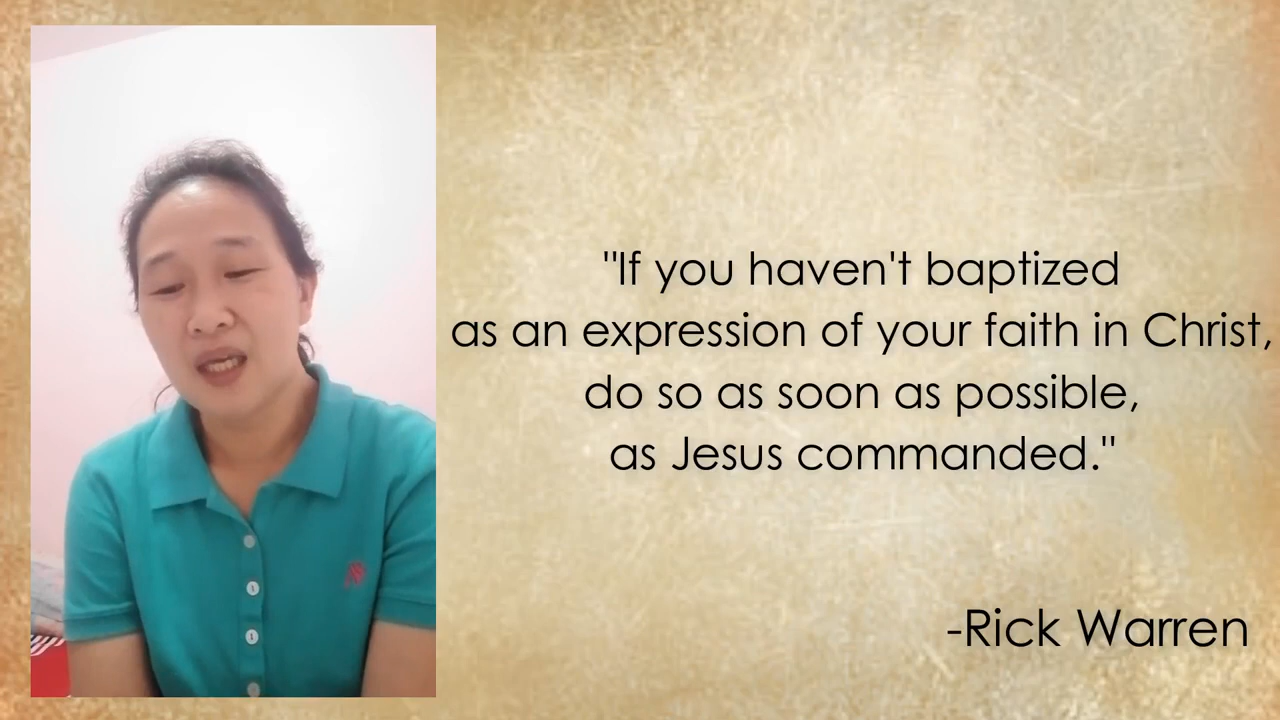 "If you haven't baptized
as an expression of your faith in Christ,
do so as soon as possible,
as Jesus commanded."
-Rick Warren